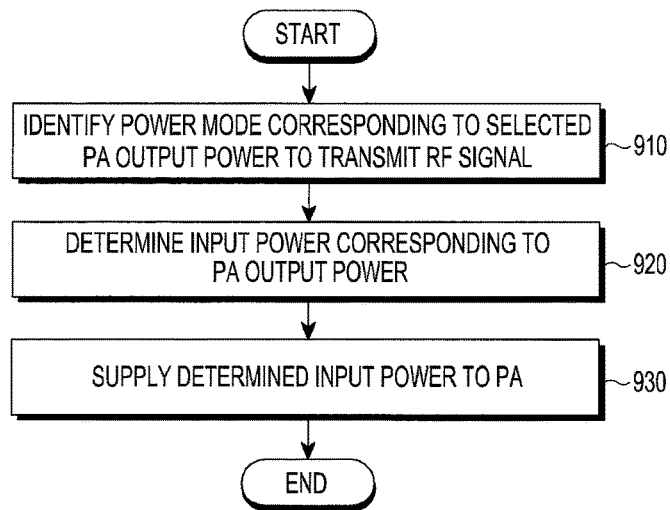 START
IDENTIFY POWER MODE CORRESPONDING TO SELECTED
PA OUTPUT POWER TO TRANSMIT RF SIGNAL
910
DETERMINE INPUT POWER CORRESPONDING TO
PA OUTPUT POWER
920
SUPPLY DETERMINED INPUT POWER TO PA
930
END